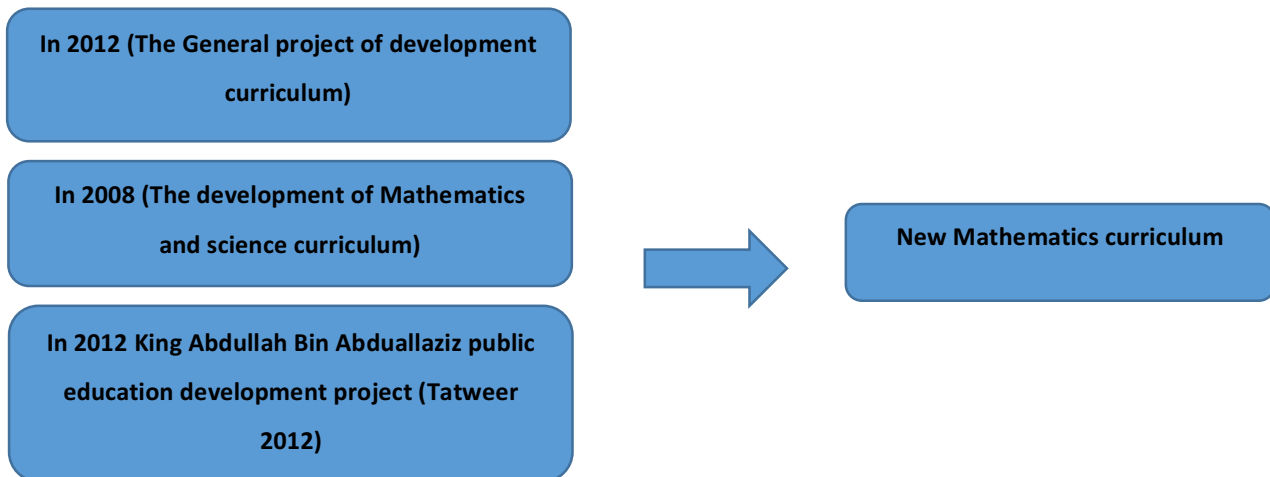 In 2012 (The General project of development
curriculum)
In 2008 (The development of Mathematics
and science curriculum)
In 2012 King Abdullah Bin Abduallaziz public
education development project (Tatweer
2012)
New Mathematics curriculum